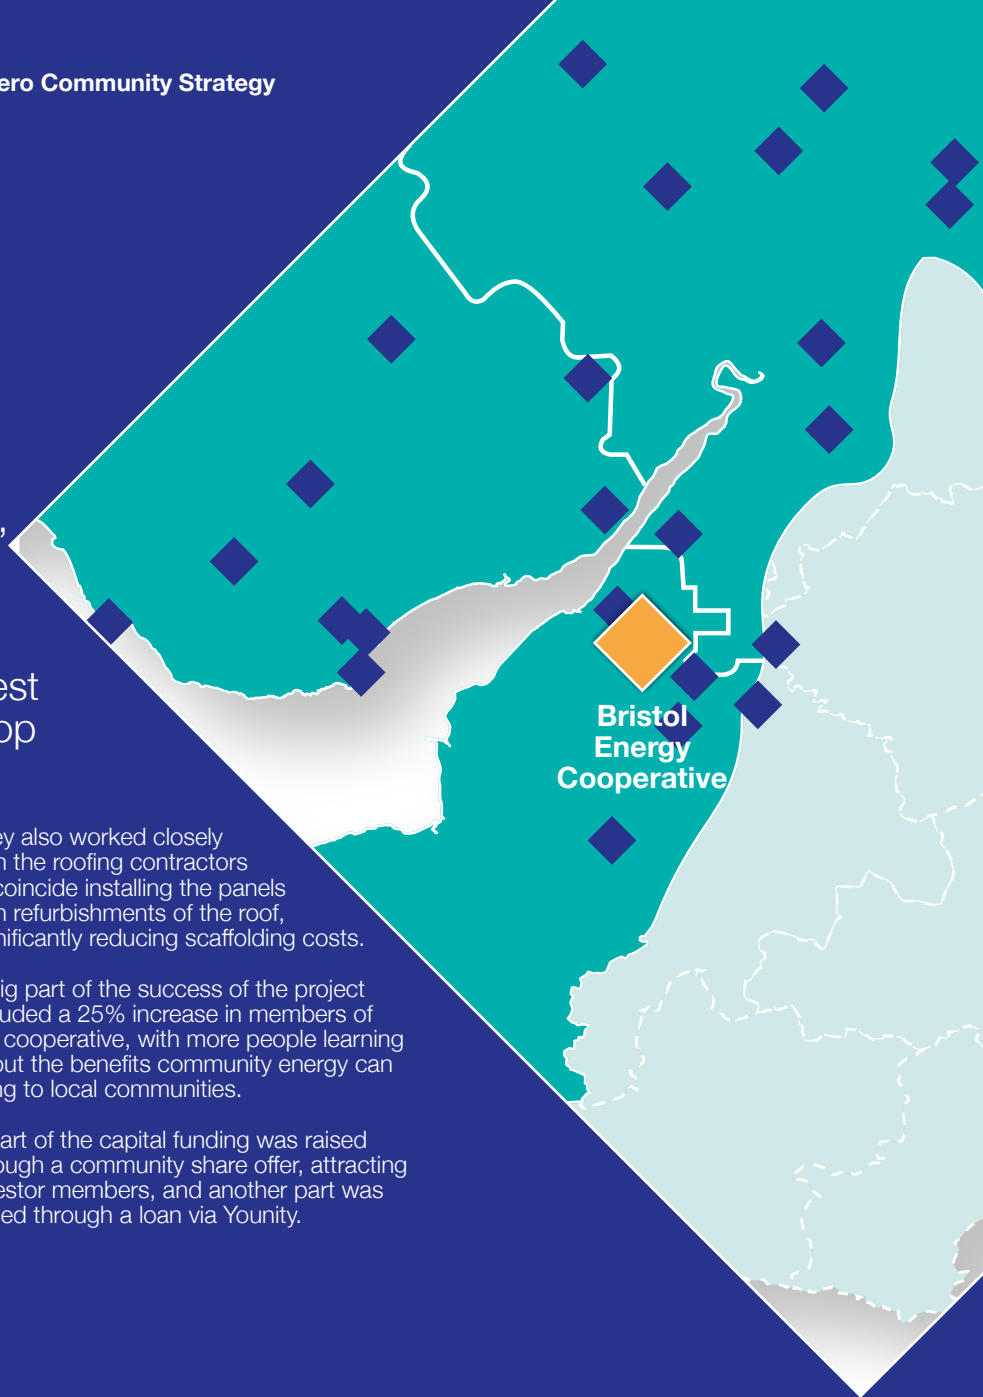 ero Community Strategy
,
est
op
ey also worked closely
h the roofing contractors
coincide installing the panels
h refurbishments of the roof,
nificantly reducing scaffolding costs.
ig part of the success of the project
luded a 25% increase in members of
cooperative, with more people learning
out the benefits community energy can
ng to local communities.
art of the capital funding was raised
ough a community share offer, attracting
estor members, and another part was
ed through a loan via Younity.
Bristol
Energy
Cooperative